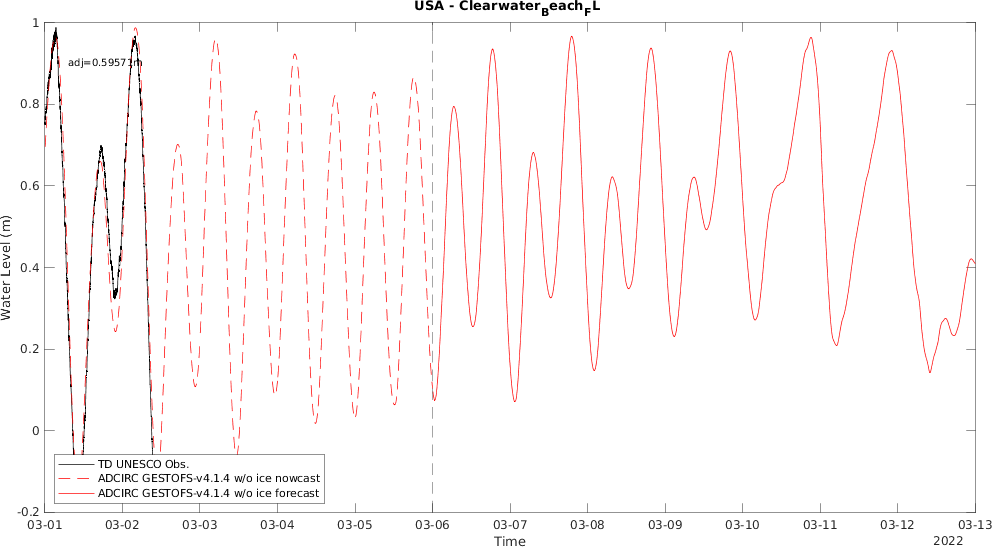 USA - ClearwaterBeachFL
adj=0.59571m
Water Level (m)
1
0.8
0.6
0.4
0.2
0
-0.2
TD UNESCO Obs.
ADCIRC GESTOFS-v4.1.4 w/o ice nowcast
ADCIRC GESTOFS-v4.1.4 w/o ice forecast
03-01 03-02 03-03 03-04 03-05 03-06 03-07 03-08 03-09 03-10 03-11 03-12 03-13
Time
2022